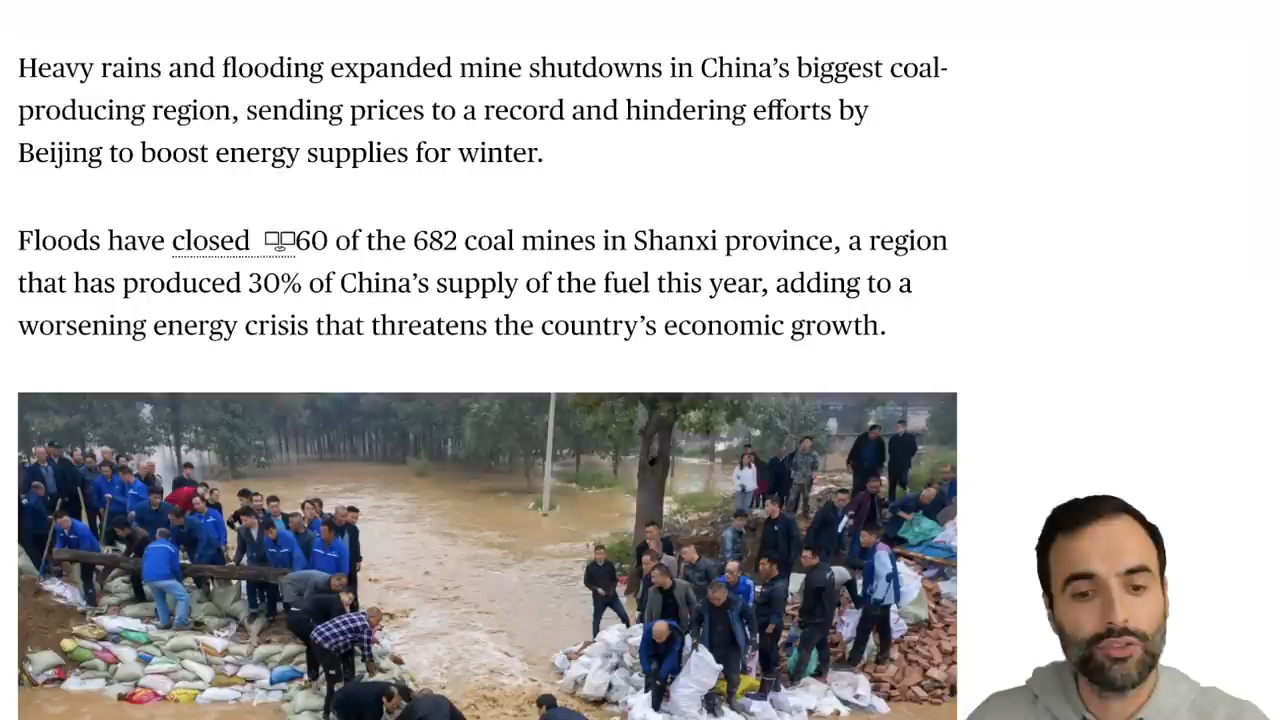 Heavy rains and flooding expanded mine shutdowns in China’s biggest coal-
producing region, sending prices to a record and hindering efforts by
Beijing to boost energy supplies for winter.
Floods have closed 60 of the 682 coal mines in Shanxi province, a region
that has produced 30% of China’s supply of the fuel this year, adding to a
worsening energy crisis that threatens the country’s economic growth.